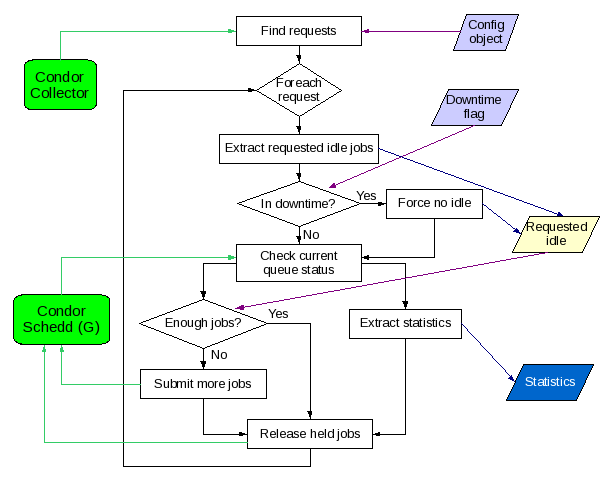 Find requests
Config
object
Condor
Collector
Foreach
request
Downtime
flag
Extract requested idle jobs
In downtime?
Yes
Force no idle
No
Requested
idle
Check current
queue status
Condor
Schedd (G)
Enough jobs?
Yes
Extract statistics
No
Submit more jobs
Statistics
Release held jobs